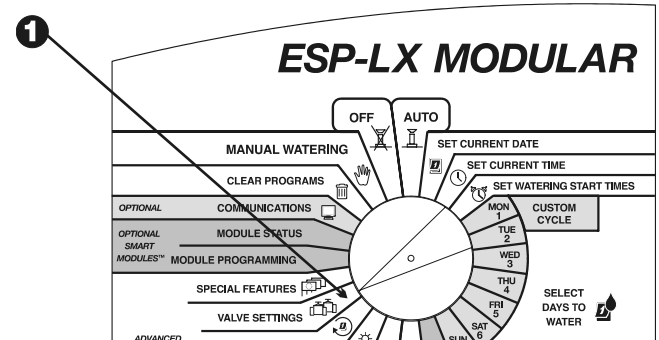 1
ESP-LX MODULAR
OFF
AUTO
MANUAL WATERING
SET CURRENT DATE
CLEAR PROGRAMS
SET CURRENT TIME
SET WATERING START TIMES
OPTIONAL
COMMUNICATIONS
MON
1
CUSTOM
CYCLE
OPTIONAL
SMART
MODULES™
MODULE STATUS
MODULE PROGRAMMING
TUE
2
WED
3
THU
4
SPECIAL FEATURES
VALVE SETTINGS
FRI
5
SELECT
DAYS TO
WATER
SAT
6
SUN
ADVANCED